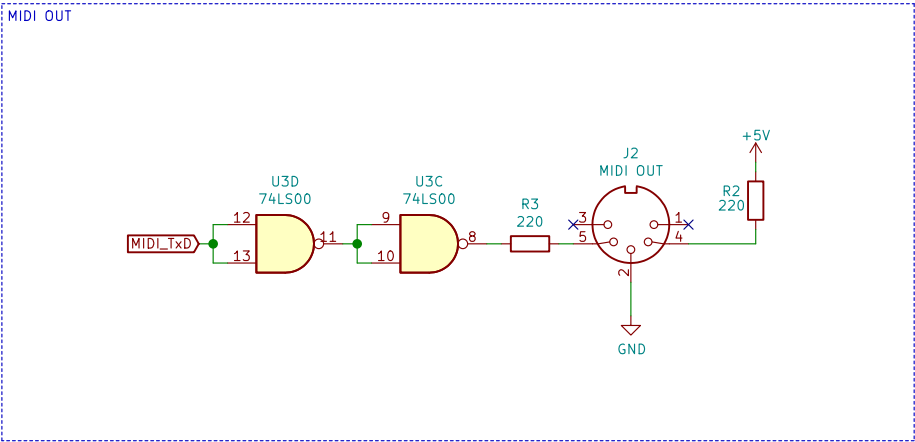 MIDI OUT
+5V
J2
MIDI OUT
U3D
74LS00
U3C
74LS00
R3
220
R2
220
12
13
11
9
10
8
3
5
1
4
2
MIDI_TxD
GND